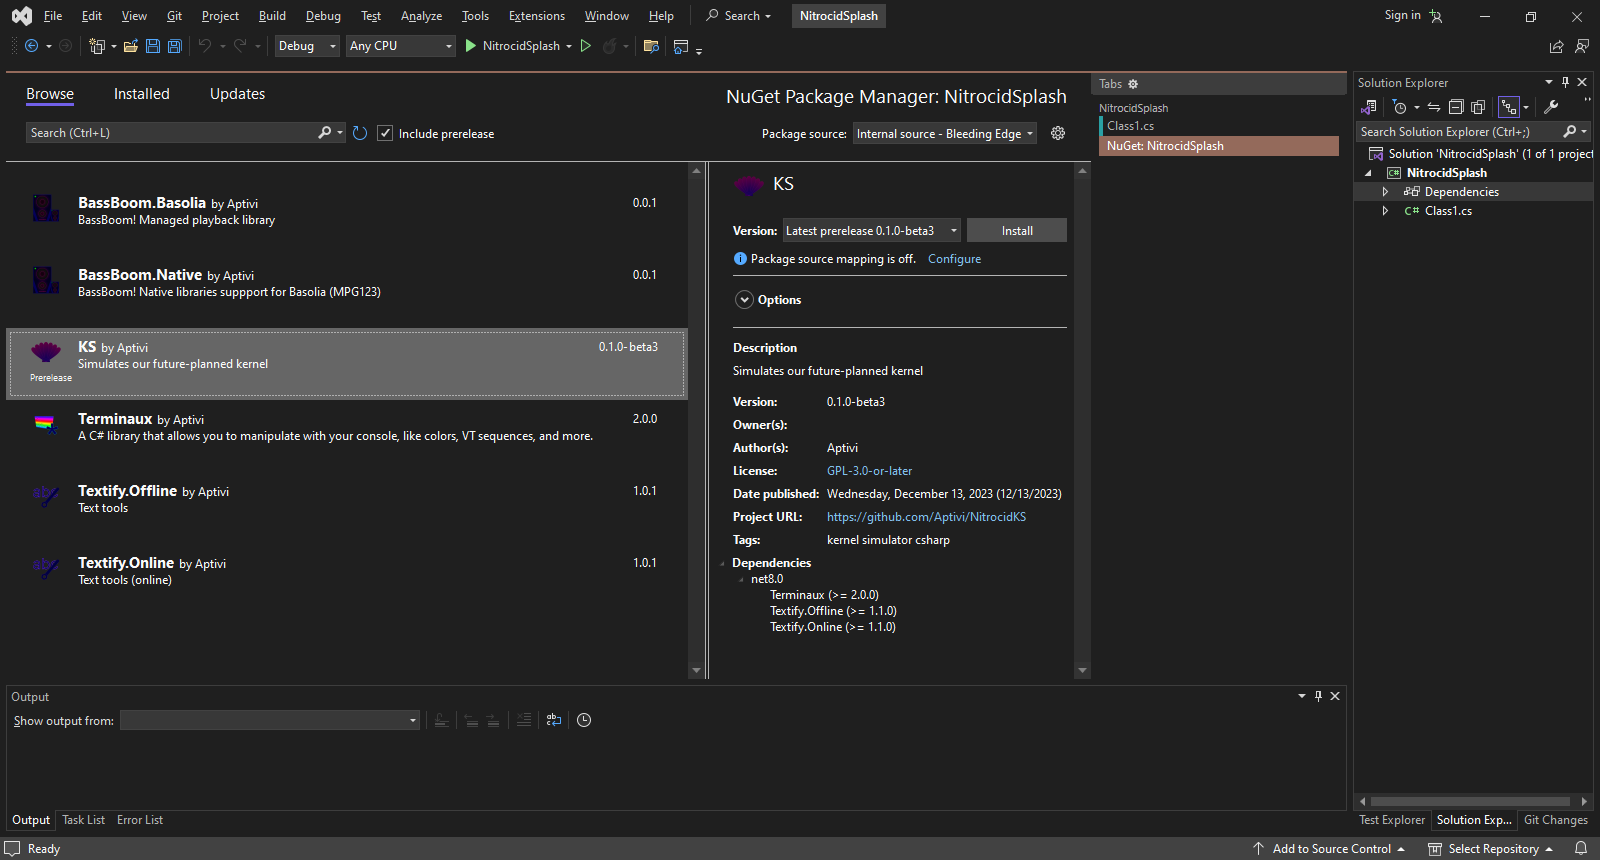 File Edit View Git Project Build Debug Test Analyze Tools Extensions Window Help Search NitrocidSplash Sign in
Debug Any CPU NitrocidSplash
Browse Installed Updates
NuGet Package Manager: NitrocidSplash
Search (Ctrl+L) Include prerelease
Package source: Internal source - Bleeding Edge
BassBoom.Basolia by Aptivi 0.0.1
BassBoom! Managed playback library
BassBoom.Native by Aptivi 0.0.1
BassBoom! Native libraries suppport for Basolia (MPG123)
KS by Aptivi 0.1.0-beta3
Simulates our future-planned kernel
Prerelease
Terminaux by Aptivi 2.0.0
A C# library that allows you to manipulate with your console, like colors, VT sequences, and more.
Textify.Offline by Aptivi 1.0.1
Text tools
Textify.Online by Aptivi 1.0.1
Text tools (online)
KS
Version: Latest prerelease 0.1.0-beta3 Install
Package source mapping is off. Configure
Options
Description
Simulates our future-planned kernel
Version: 0.1.0-beta3
Owner(s):
Author(s): Aptivi
License: GPL-3.0-or-later
Date published: Wednesday, December 13, 2023 (12/13/2023)
Project URL: https://github.com/Aptivi/NitrocidKS
Tags: kernel simulator csharp
Dependencies
net8.0
Terminaux (>= 2.0.0)
Textify.Offline (>= 1.1.0)
Textify.Online (>= 1.1.0)
Tabs
NitrocidSplash
Class1.cs
NuGet: NitrocidSplash
Solution Explorer
Search Solution Explorer (Ctrl+;)
Solution 'NitrocidSplash' (1 of 1 project
C# NitrocidSplash
Dependencies
C# Class1.cs
Output
Show output from:
Output Task List Error List
Test Explorer Solution Exp... Git Changes
Ready
Add to Source Control Select Repository